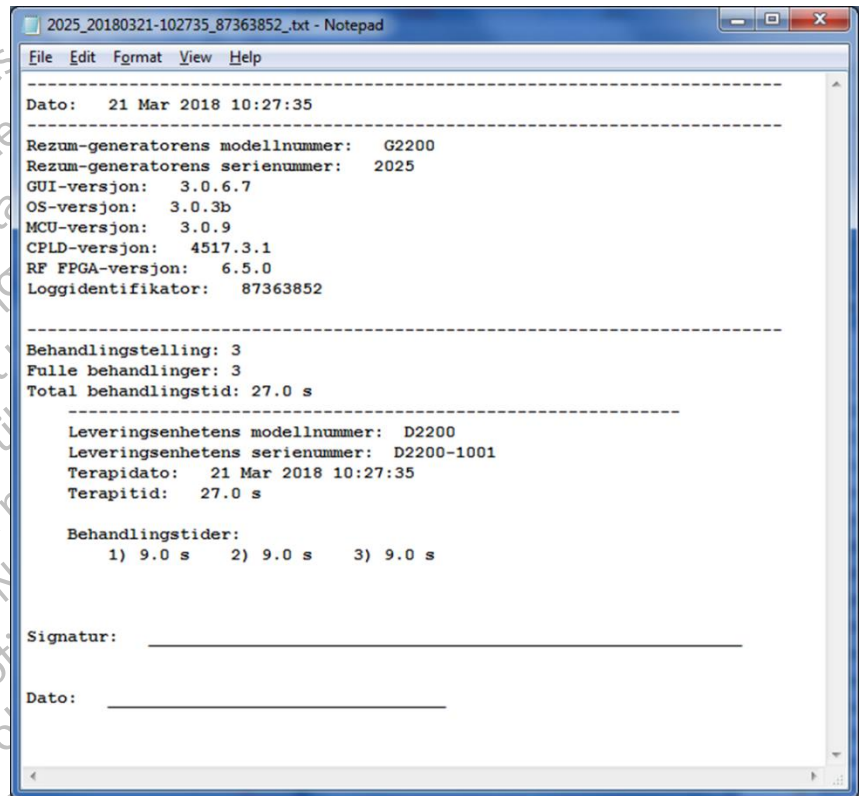 2025_20180321-102735_87363852_.txt - Notepad
File Edit Format View Help
--------------------------------------------------------------------------
Dato: 21 Mar 2018 10:27:35
--------------------------------------------------------------------------
Rezum-generatorens modellnummer: G2200
Rezum-generatorens serienummer: 2025
GUI-versjon: 3.0.6.7
OS-versjon: 3.0.3b
MCU-versjon: 3.0.9
CPLD-versjon: 4517.3.1
RF FPGA-versjon: 6.5.0
Loggidentifikator: 87363852
--------------------------------------------------------------------------
Behandlingstelling: 3
Fulle behandlinger: 3
Total behandlingstid: 27.0 s
------------------------------------------------------------
Leveringsenhetens modellnummer: D2200
Leveringsenhetens serienummer: D2200-1001
Terapidato: 21 Mar 2018 10:27:35
Terapitid: 27.0 s
Behandlingstider:
1) 9.0 s 2) 9.0 s 3) 9.0 s
Signatur: ____________________
Dato: ____________________